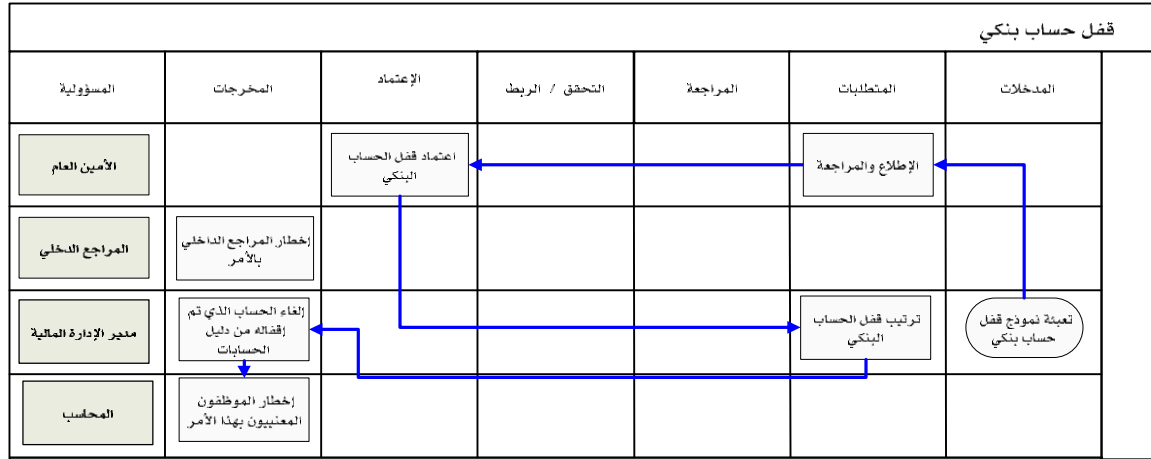 قفل حساب بنكي
المدخلات
المتطلبات
المراجعة
التحقق / الربط
الإعتماد
المخرجات
المسؤولية
الإطلاع والمراجعة
اعتماد قفل الحساب
البنكي
الأمين العام
إخطار المراجع الداخلي
بالأمر
المراجع الدخلي
تعبئة نموذج قفل
حساب بنكي
ترتيب قفل الحساب
البنكي
إلغاء الحساب الذي تم
إقفاله من دليل
الحسابات
مدير الإدارة المالية
إخطار الموظفون
المعنييون بهذا الأمر
المحاسب